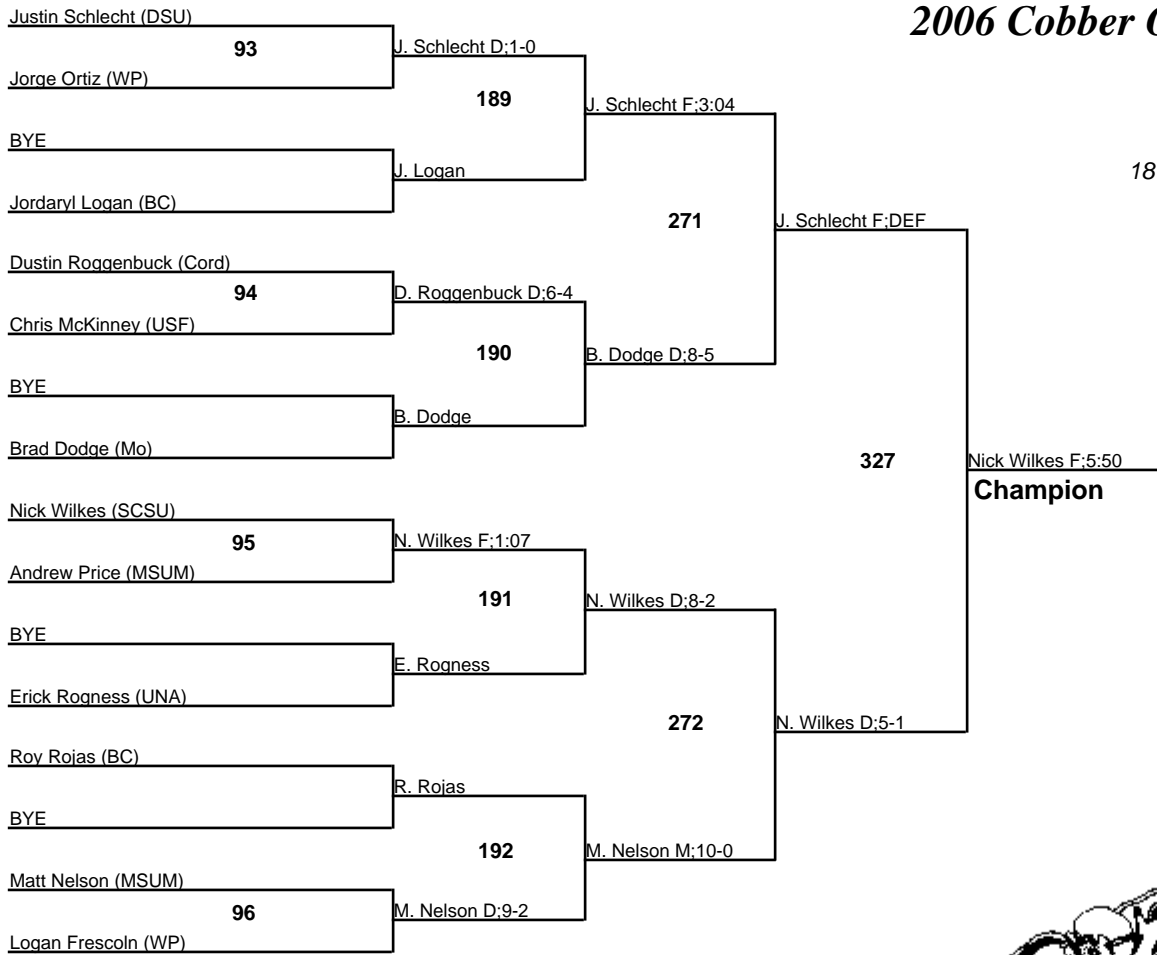 2006 Cobber
Justin Schlecht (DSU)
93
J. Schlecht D;1-0
Jorge Ortiz (WP)
189
J. Schlecht F;3:04
BYE
J. Logan
18
Jordaryl Logan (BC)
271
J. Schlecht F;DEF
Dustin Roggenbuck (Cord)
94
D. Roggenbuck D;6-4
Chris McKinney (USF)
190
B. Dodge D;8-5
BYE
B. Dodge
Brad Dodge (Mo)
327
Nick Wilkes F;5:50
Champion
Nick Wilkes (SCSU)
95
N. Wilkes F;1:07
Andrew Price (MSUM)
191
N. Wilkes D;8-2
BYE
E. Rogness
Erick Rogness (UNA)
272
N. Wilkes D;5-1
Roy Rojas (BC)
R. Rojas
BYE
192
M. Nelson M;10-0
Matt Nelson (MSUM)
96
M. Nelson D;9-2
Logan Frescoln (WP)